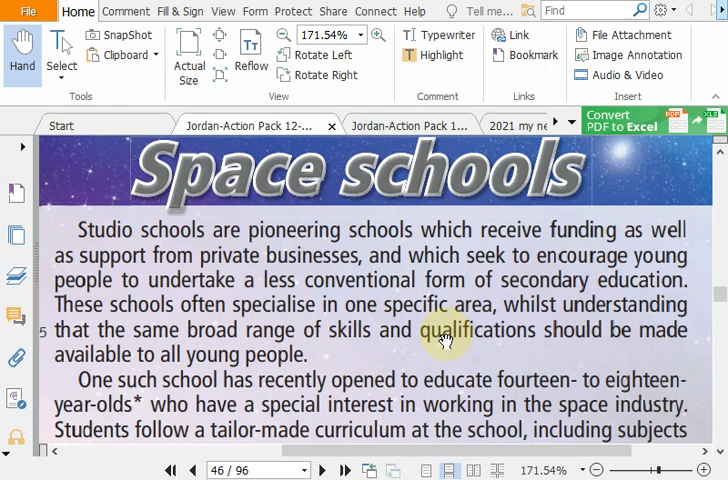 File Home Comment Fill & Sign View Form Protect Share Connect Help Tell me... Find
Hand
Select
SnapShot
Clipboard
Tools
Actual Size
Reflow
171.54%
Rotate Left
Rotate Right
View
Typewriter
Highlight
Comment
Link
Bookmark
Links
File Attachment
Image Annotation
Audio & Video
Insert
Start
Jordan-Action Pack 12-...
Jordan-Action Pack 1...
2021 my ne
Convert
PDF to Excel
PDF
XLS
Space schools
Studio schools are pioneering schools which receive funding as well
as support from private businesses, and which seek to encourage young
people to undertake a less conventional form of secondary education.
These schools often specialise in one specific area, whilst understanding
5 that the same broad range of skills and qualifications should be made
available to all young people.
One such school has recently opened to educate fourteen- to eighteen-
year-olds* who have a special interest in working in the space industry.
Students follow a tailor-made curriculum at the school, including subjects
46 / 96
171.54%